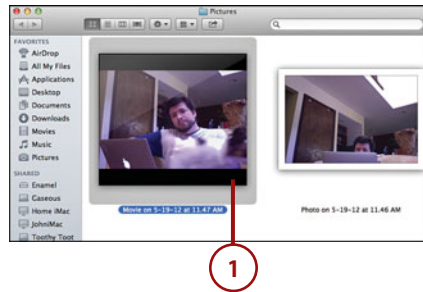 Pictures
FAVORITES
AirDrop
All My Files
Applications
Desktop
Documents
Downloads
Movies
Music
Pictures
SHARED
Enamel
Caseous
Home iMac
JohniMac
Toothy Toot
Movie on 5-19-12 at 11.47 AM
Photo on 5-19-12 at 11.46 AM
1